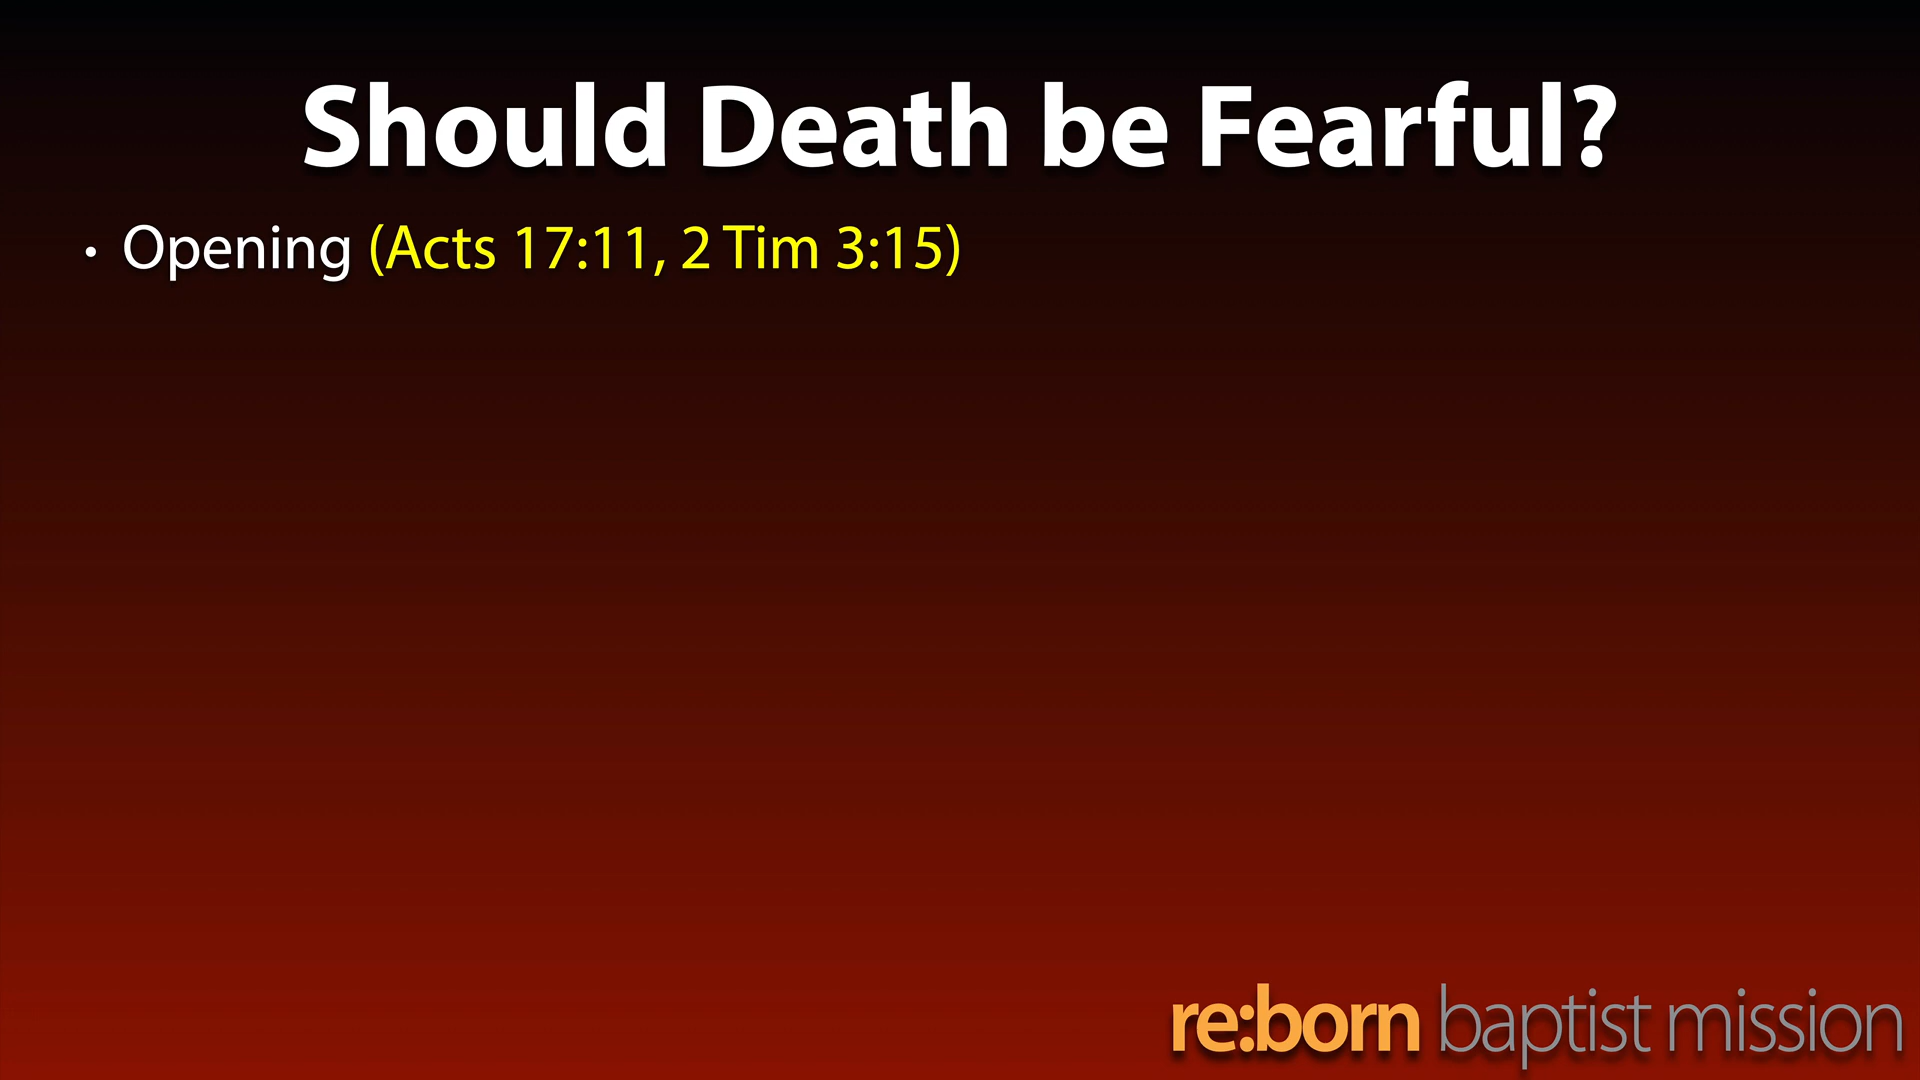 Should Death be Fearful?
• Opening (Acts 17:11, 2 Tim 3:15)
re:born baptist mission